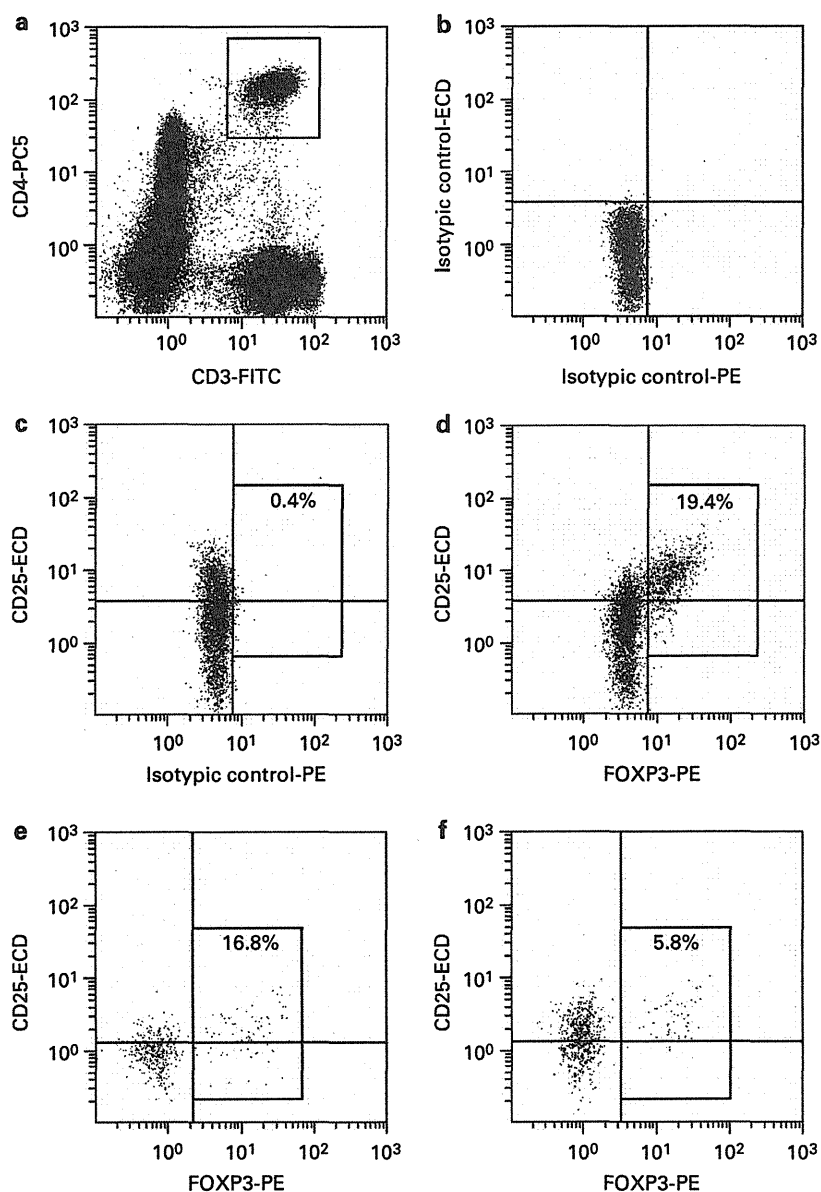 a
10³
10²
10¹
10⁰
CD4-PC5
10⁰ 10¹ 10² 10³
CD3-FITC
b
10³
10²
10¹
10⁰
Isotypic control-ECD
10⁰ 10¹ 10² 10³
Isotypic control-PE
c
10³
10²
10¹
10⁰
CD25-ECD
0.4%
10⁰ 10¹ 10² 10³
Isotypic control-PE
d
10³
10²
10¹
10⁰
CD25-ECD
19.4%
10⁰ 10¹ 10² 10³
FOXP3-PE
e
10³
10²
10¹
10⁰
CD25-ECD
16.8%
10⁰ 10¹ 10² 10³
FOXP3-PE
f
10³
10²
10¹
10⁰
CD25-ECD
5.8%
10⁰ 10¹ 10² 10³
FOXP3-PE